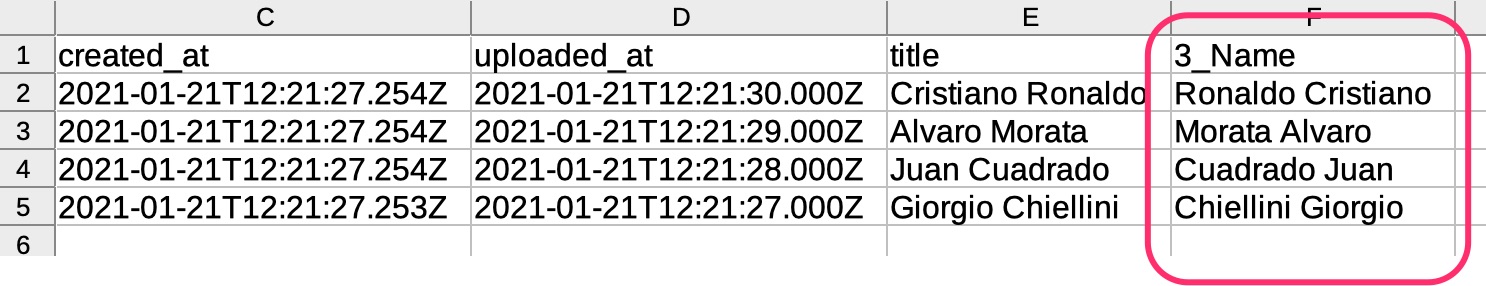 C D E F
1 created_at uploaded_at title 3_Name
2 2021-01-21T12:21:27.254Z 2021-01-21T12:21:30.000Z Cristiano Ronaldo Ronaldo Cristiano
3 2021-01-21T12:21:27.254Z 2021-01-21T12:21:29.000Z Alvaro Morata Morata Alvaro
4 2021-01-21T12:21:27.254Z 2021-01-21T12:21:28.000Z Juan Cuadrado Cuadrado Juan
5 2021-01-21T12:21:27.253Z 2021-01-21T12:21:27.000Z Giorgio Chiellini Chiellini Giorgio
6